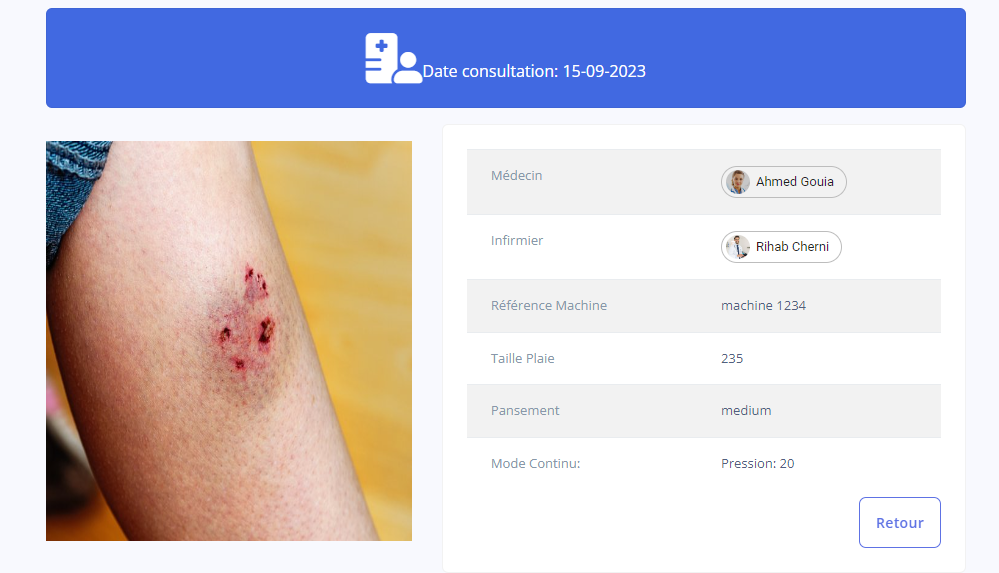 Date consultation: 15-09-2023
Médecin Ahmed Gouia
Infirmier Rihab Cherni
Référence Machine machine 1234
Taille Plaie 235
Pansement medium
Mode Continu: Pression: 20
Retour